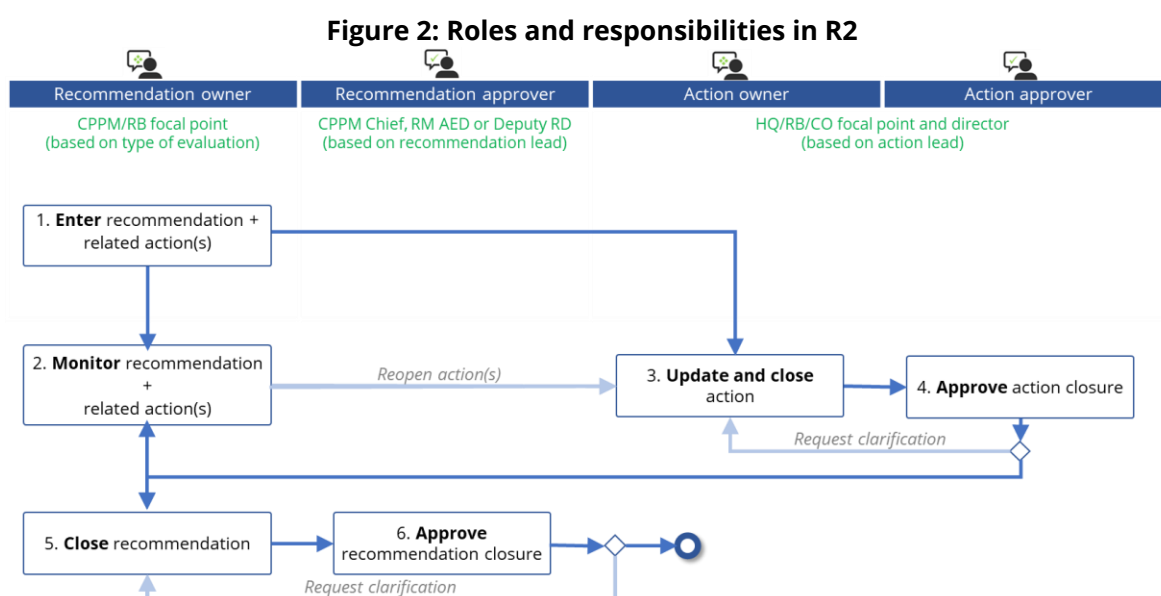 Figure 2: Roles and responsibilities in R2
Recommendation owner
Recommendation approver
Action owner
Action approver
CPPM/RB focal point
(based on type of evaluation)
CPPM Chief, RM AED or Deputy RD
(based on recommendation lead)
HQ/RB/CO focal point and director
(based on action lead)
1. Enter recommendation +
related action(s)
2. Monitor recommendation
+
related action(s)
Reopen action(s)
3. Update and close
action
4. Approve action closure
Request clarification
5. Close recommendation
6. Approve
recommendation closure
Request clarification